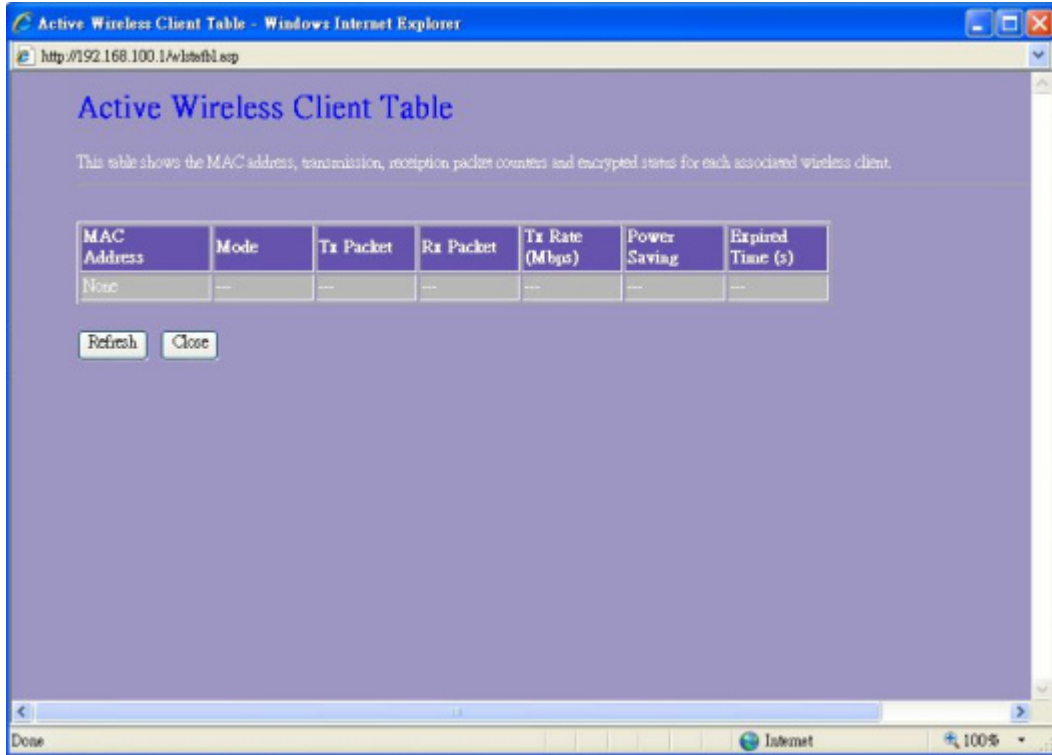 Active Wireless Client Table - Windows Internet Explorer
http://192.168.100.1/wlstatbl.asp
Active Wireless Client Table
This table shows the MAC address, transmission, receiption packet counters and encrypted status for each associated wireless client.
MAC Address Mode Tx Packet Rx Packet Tx Rate (Mbps) Power Saving Expired Time (s)
None --- --- --- --- --- ---
Refresh Close
Done Internet 100%